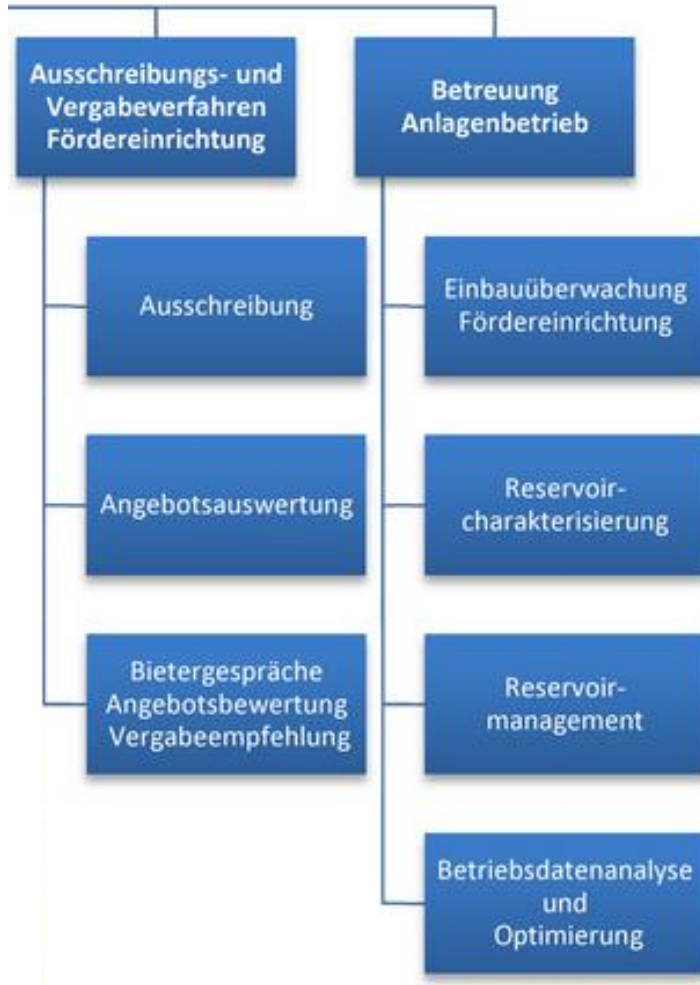 Ausschreibungs- und
Vergabeverfahren
Fördereinrichtung
Ausschreibung
Angebotsauswertung
Bietergespräche
Angebotsbewertung
Vergabeempfehlung
Betreuung
Anlagenbetrieb
Einbauüberwachung
Fördereinrichtung
Reservoir-
charakterisierung
Reservoir-
management
Betriebsdatenanalyse
und
Optimierung